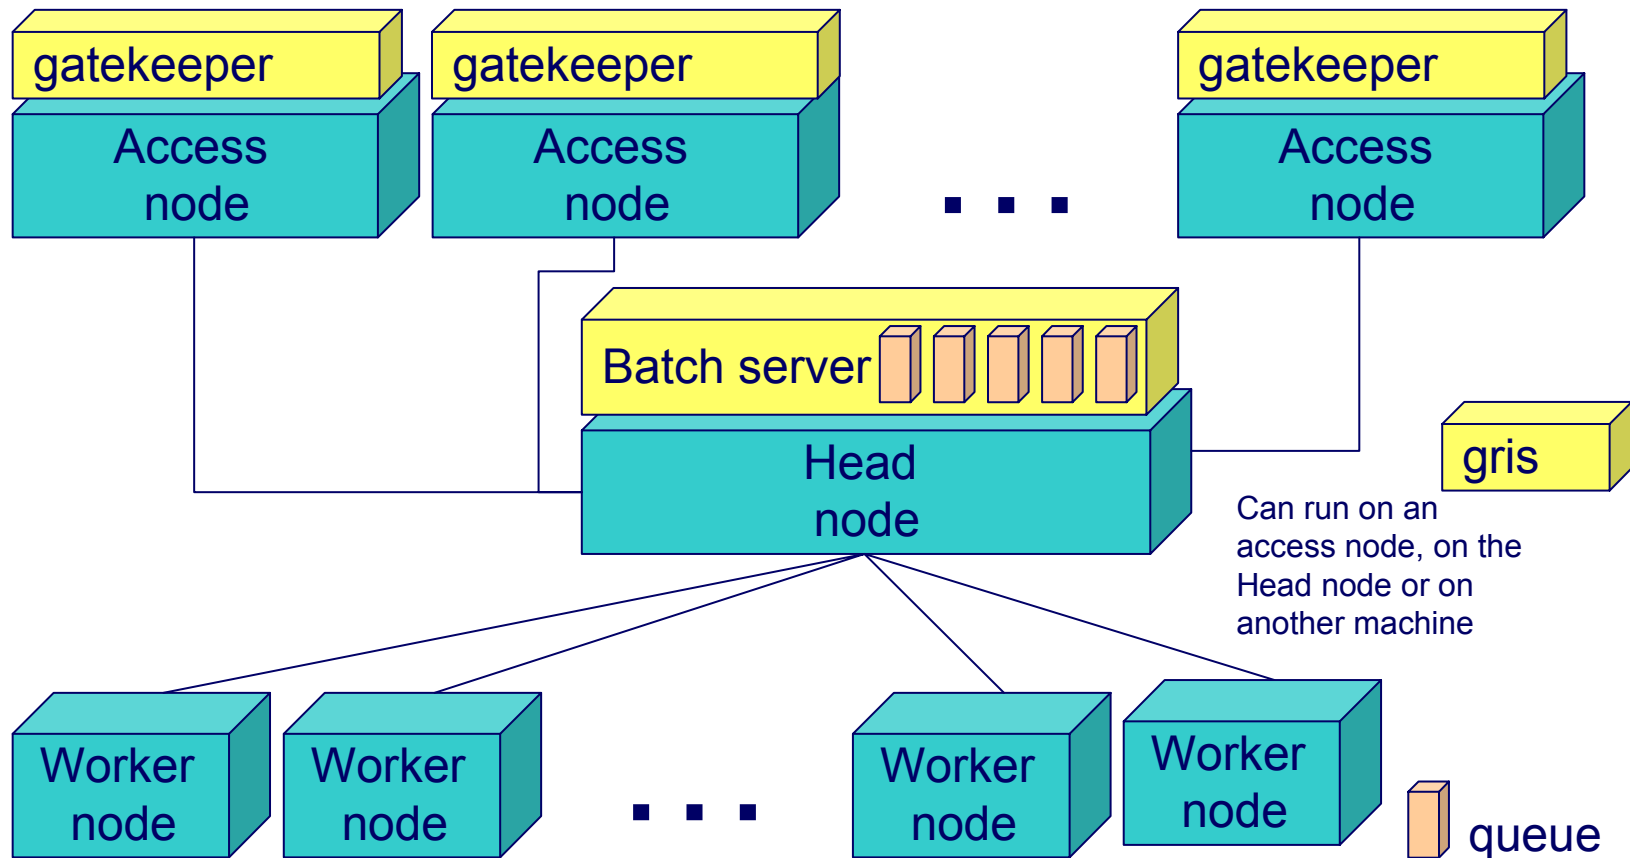 gatekeeper
gatekeeper
gatekeeper
Access
node
Access
node
Access
node
Batch server
Head
node
gris
Can run on an
access node, on the
Head node or on
another machine
Worker
node
Worker
node
Worker
node
Worker
node
queue